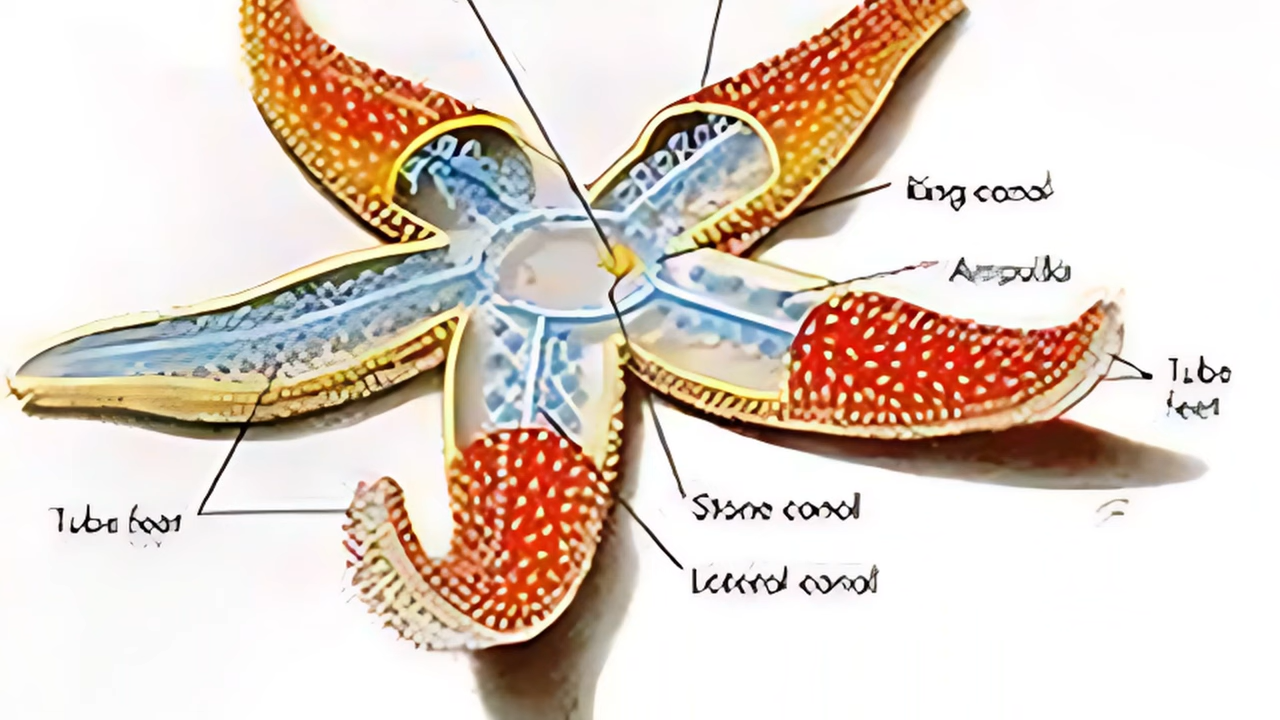 Ring canal
Ampulla
Tube
feet
Stone canal
Tube feet
Lateral canal